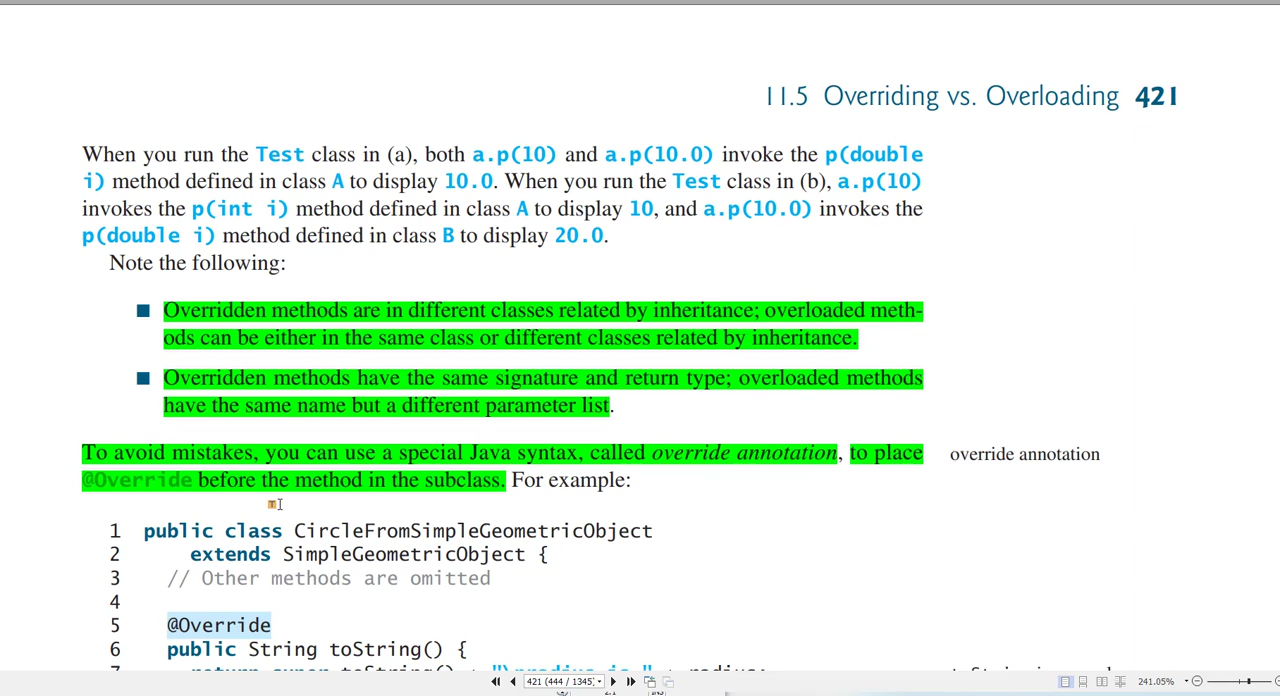 11.5 Overriding vs. Overloading 421
When you run the Test class in (a), both a.p(10) and a.p(10.0) invoke the p(double
i) method defined in class A to display 10.0. When you run the Test class in (b), a.p(10)
invokes the p(int i) method defined in class A to display 10, and a.p(10.0) invokes the
p(double i) method defined in class B to display 20.0.
Note the following:
■ Overridden methods are in different classes related by inheritance; overloaded meth-
ods can be either in the same class or different classes related by inheritance.
■ Overridden methods have the same signature and return type; overloaded methods
have the same name but a different parameter list.
To avoid mistakes, you can use a special Java syntax, called override annotation, to place
override annotation
@Override before the method in the subclass. For example:
1 public class CircleFromSimpleGeometricObject
2 extends SimpleGeometricObject {
3 // Other methods are omitted
4
5 @Override
6 public String toString() {
421 (444 / 1345)
241.05%